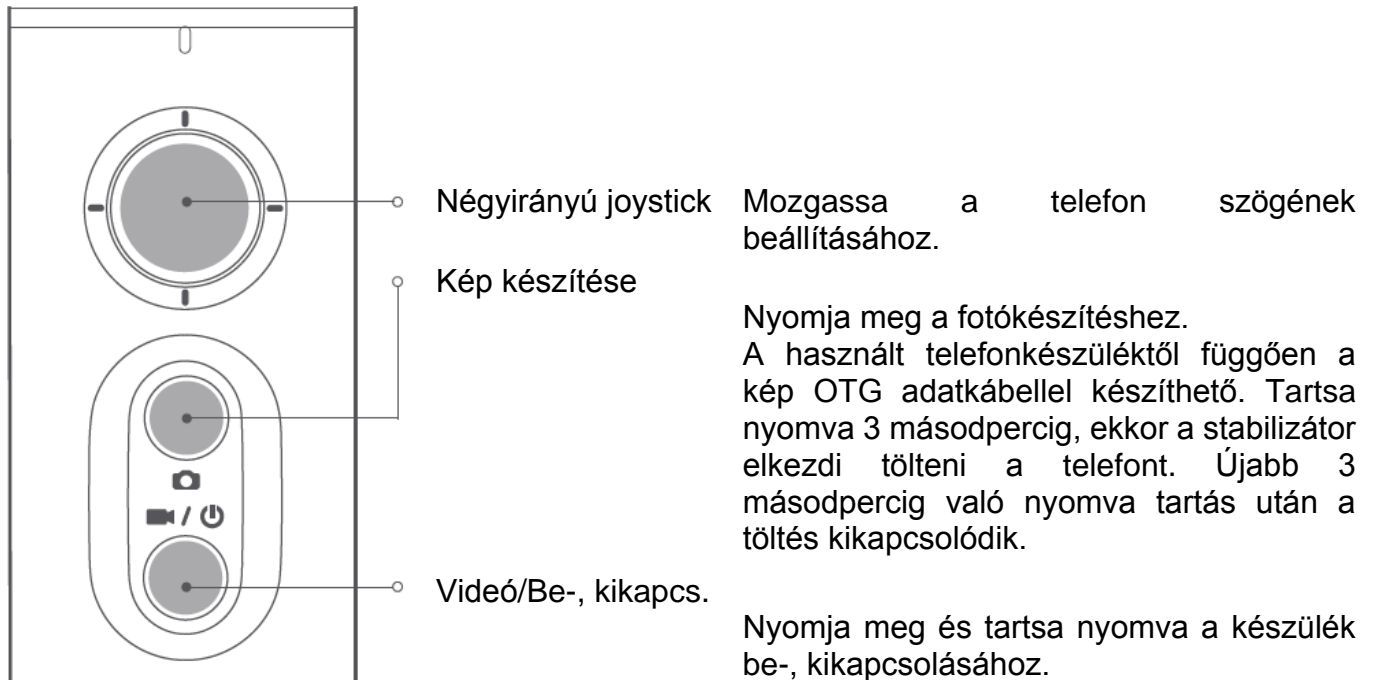 Négyirányú joystick
Mozgassa a telefon szögének
beállításához.
Kép készítése
Nyomja meg a fotókészítéshez.
A használt telefonkészüléktől függően a
kép OTG adatkábellel készíthető. Tartsa
nyomva 3 másodpercig, ekkor a stabilizátor
elkezdi tölteni a telefont. Újabb 3
másodpercig való nyomva tartás után a
töltés kikapcsolódik.
Videó/Be-, kikapcs.
Nyomja meg és tartsa nyomva a készülék
be-, kikapcsolásához.